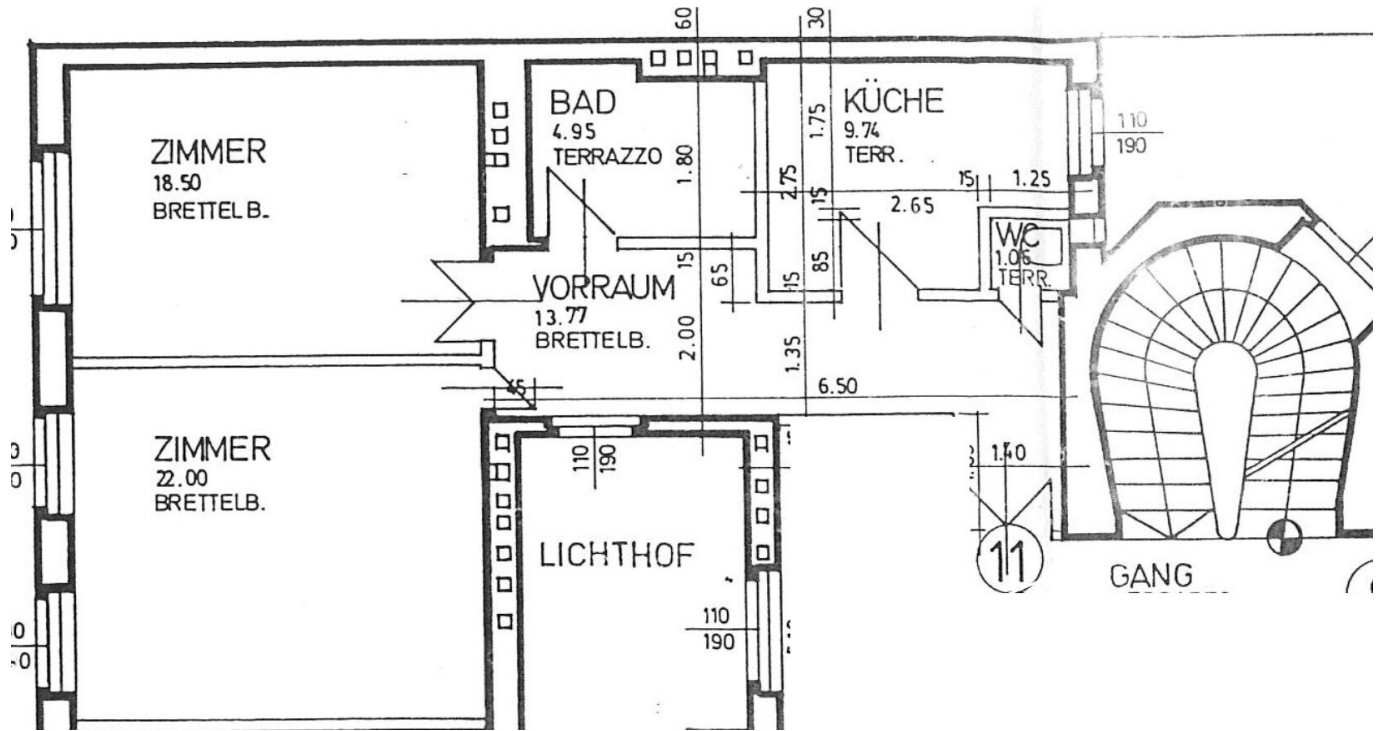 60
30
ZIMMER
18.50
BRETTELB.
BAD
4.95
TERRAZZO
1.80
1.75
KÜCHE
9.74
TERR.
110
190
2.75
15
15
2.65
1.25
WC
1.06
TERR.
15
65
15
85
VORRAUM
13.77
BRETTELB.
2.00
1.35
45
6.50
ZIMMER
22.00
BRETTELB.
110
190
1.40
LICHTHOF
11
GANG
110
190